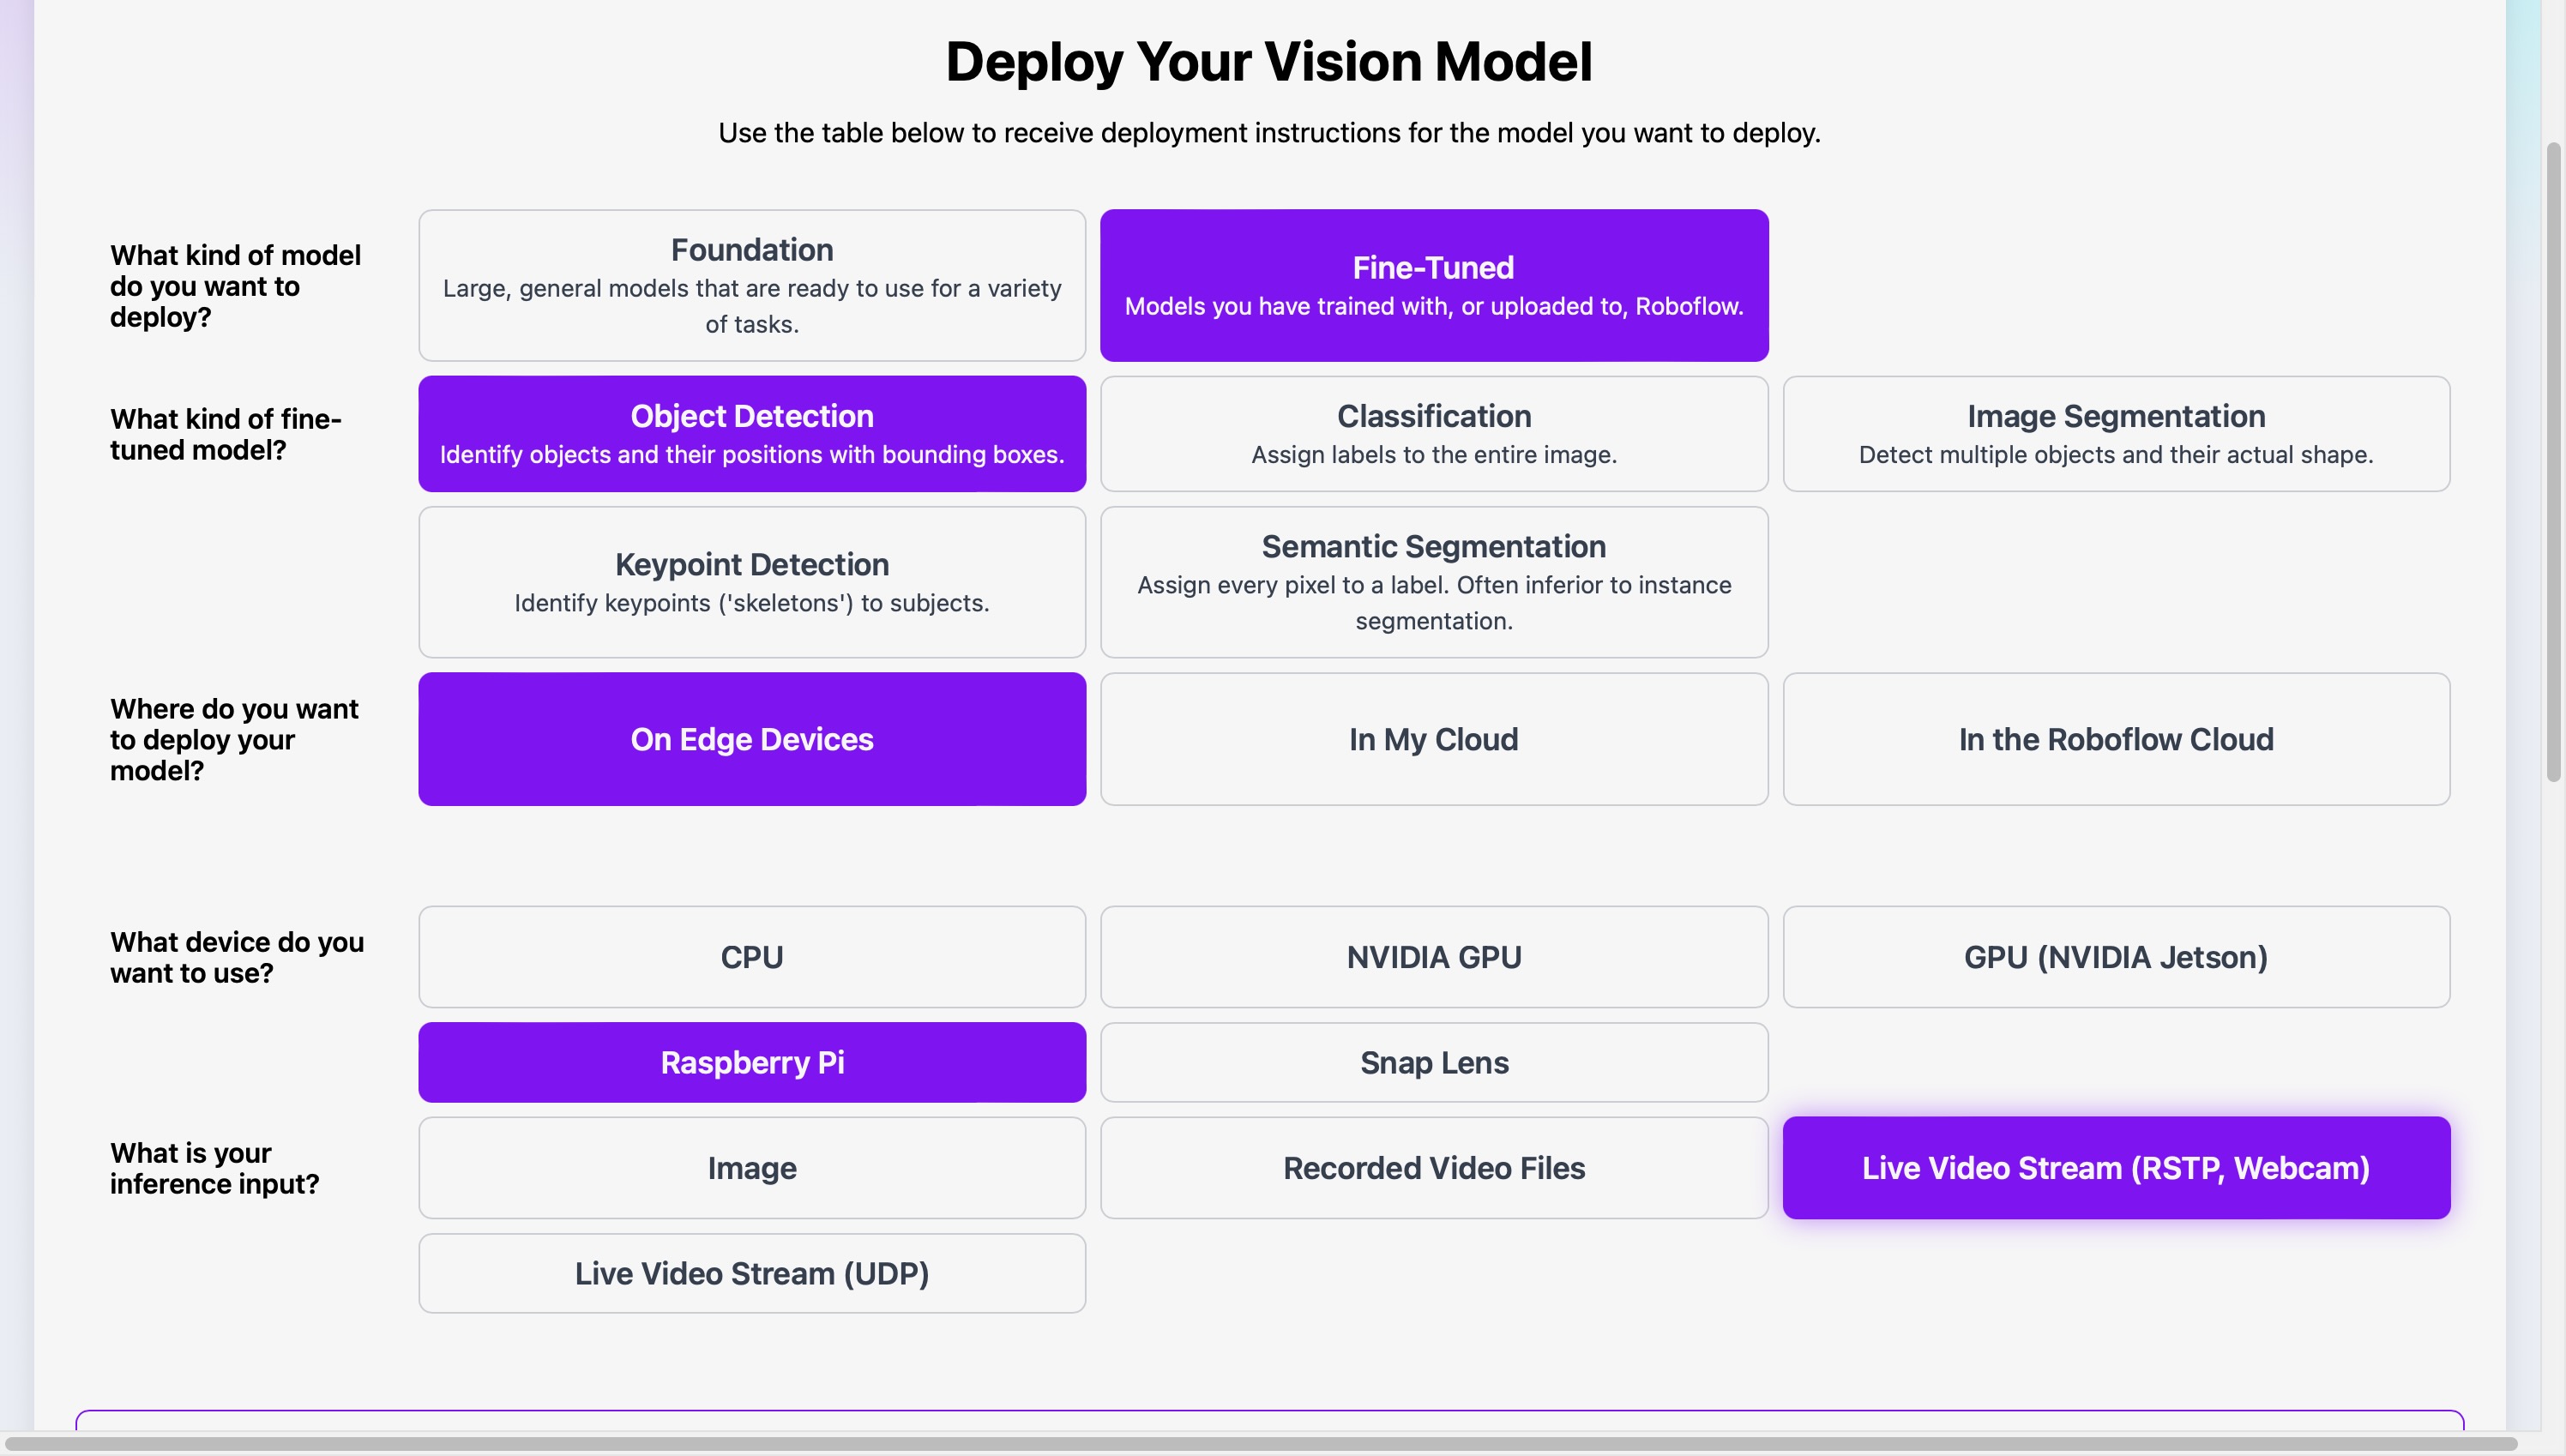 Deploy Your Vision Model
Use the table below to receive deployment instructions for the model you want to deploy.
What kind of model
do you want to
deploy?
Foundation
Large, general models that are ready to use for a variety
of tasks.
Fine-Tuned
Models you have trained with, or uploaded to, Roboflow.
What kind of fine-
tuned model?
Object Detection
Identify objects and their positions with bounding boxes.
Classification
Assign labels to the entire image.
Image Segmentation
Detect multiple objects and their actual shape.
Keypoint Detection
Identify keypoints ('skeletons') to subjects.
Semantic Segmentation
Assign every pixel to a label. Often inferior to instance
segmentation.
Where do you want
to deploy your
model?
On Edge Devices
In My Cloud
In the Roboflow Cloud
What device do you
want to use?
CPU
NVIDIA GPU
GPU (NVIDIA Jetson)
Raspberry Pi
Snap Lens
What is your
inference input?
Image
Recorded Video Files
Live Video Stream (RSTP, Webcam)
Live Video Stream (UDP)